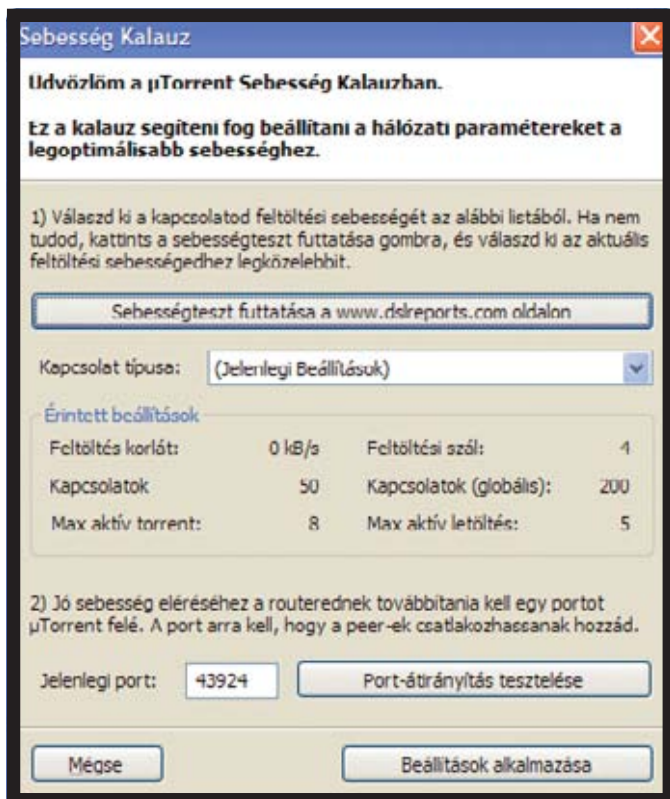 Sebesség Kalauz
Udvözlöm a µTorrent Sebesség Kalauzban.
Ez a kalauz segíteni fog beállítani a hálózati paramétereket a
legoptimálisabb sebességhez.
1) Válaszd ki a kapcsolatod feltöltési sebességét az alábbi listából. Ha nem
tudod, kattints a sebességteszt futtatása gombra, és válaszd ki az aktuális
feltöltési sebességedhez legközelebbit.
Sebességteszt futtatása a www.dslreports.com oldalon
Kapcsolat típusa: (Jelenlegi Beállítások)
Érintett beállítások
Feltöltés korlát: 0 kB/s Feltöltési szál: 4
Kapcsolatok 50 Kapcsolatok (globális): 200
Max aktív torrent: 8 Max aktív letöltés: 5
2) Jó sebesség eléréséhez a routerednek továbbítania kell egy portot
µTorrent felé. A port arra kell, hogy a peer-ek csatlakozhassanak hozzád.
Jelenlegi port: 43924 Port-átirányítás tesztelése
Mégse Beállítások alkalmazása